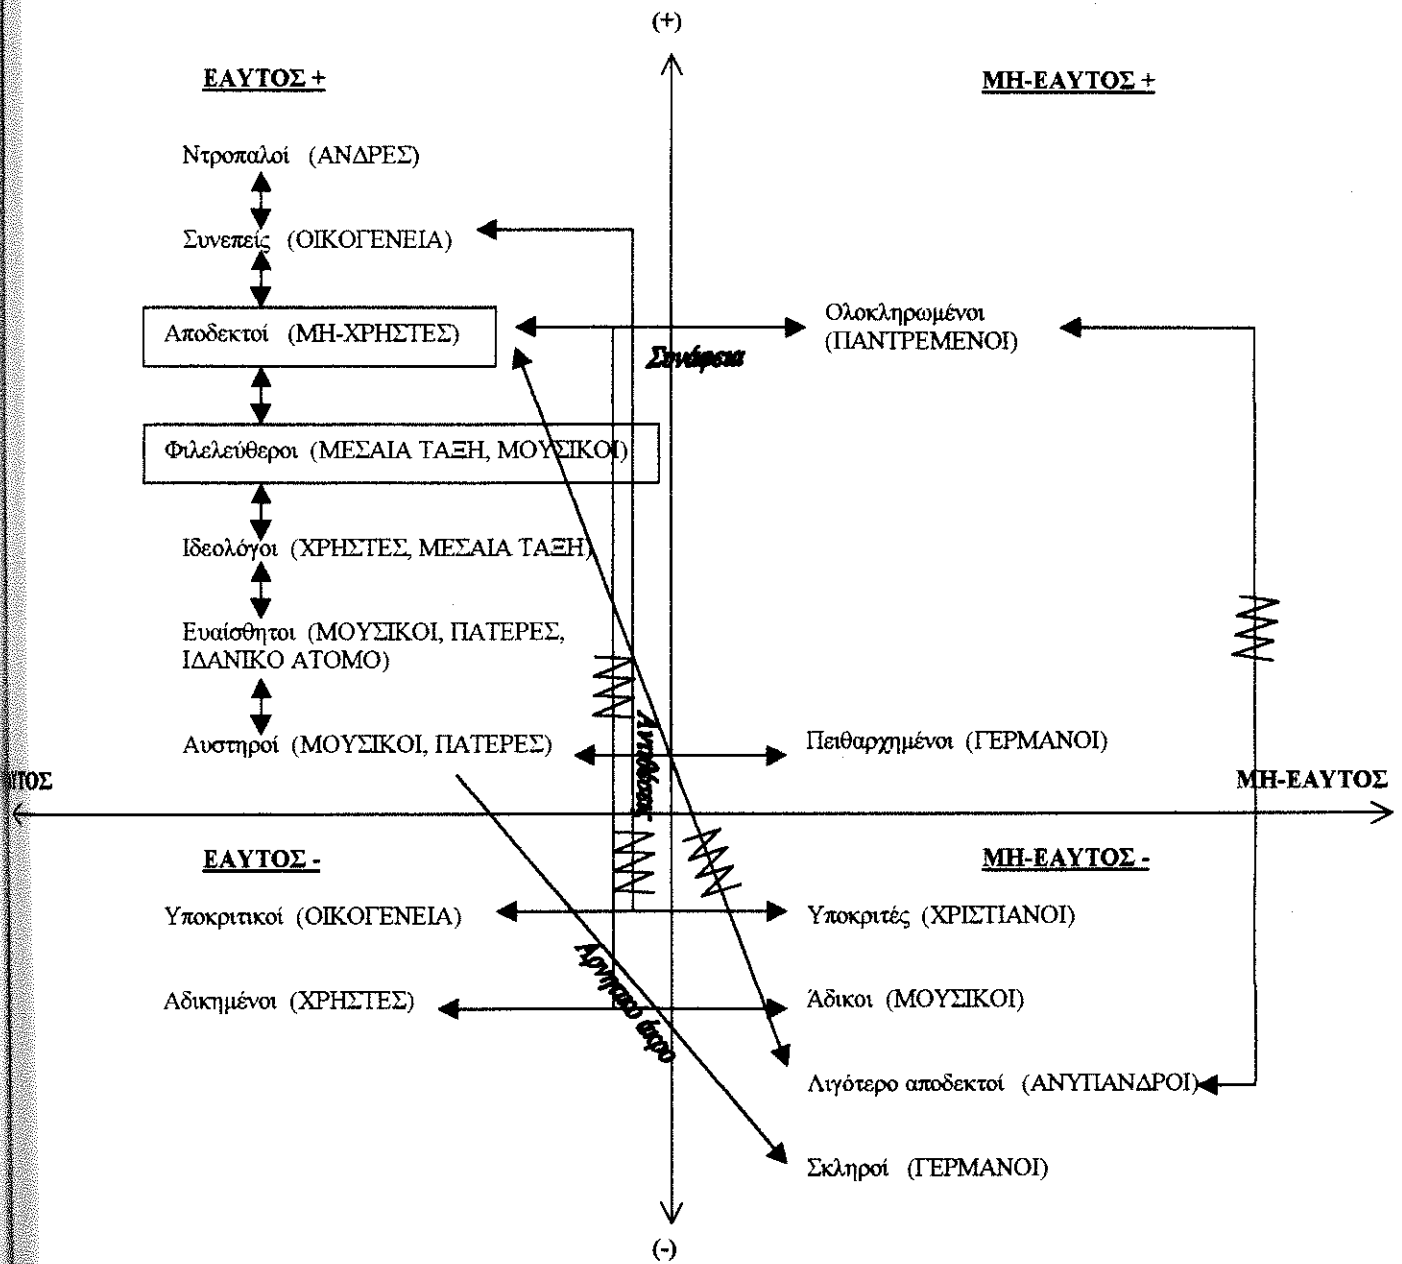 (+)
ΕΑΥΤΟΣ +
ΜΗ-ΕΑΥΤΟΣ +
Ντροπαλοί (ΑΝΔΡΕΣ)
Συνεπείς (ΟΙΚΟΓΕΝΕΙΑ)
Αποδεκτοί (ΜΗ-ΧΡΗΣΤΕΣ)
Ολοκληρωμένοι
(ΠΑΝΤΡΕΜΕΝΟΙ)
Συνάφεια
Φιλελεύθεροι (ΜΕΣΑΙΑ ΤΑΞΗ, ΜΟΥΣΙΚΟΙ)
Ιδεολόγοι (ΧΡΗΣΤΕΣ, ΜΕΣΑΙΑ ΤΑΞΗ)
Ευαίσθητοι (ΜΟΥΣΙΚΟΙ, ΠΑΤΕΡΕΣ,
ΙΔΑΝΙΚΟ ΑΤΟΜΟ)
Αυστηροί (ΜΟΥΣΙΚΟΙ, ΠΑΤΕΡΕΣ)
Αντιθέσεις
Πειθαρχημένοι (ΓΕΡΜΑΝΟΙ)
ΥΤΟΣ
ΜΗ-ΕΑΥΤΟΣ
ΕΑΥΤΟΣ -
ΜΗ-ΕΑΥΤΟΣ -
Υποκριτικοί (ΟΙΚΟΓΕΝΕΙΑ)
Υποκριτές (ΧΡΙΣΤΙΑΝΟΙ)
Αδικημένοι (ΧΡΗΣΤΕΣ)
Άδικοι (ΜΟΥΣΙΚΟΙ)
Λιγότερο αποδεκτοί (ΑΝΥΠΑΝΔΡΟΙ)
Σκληροί (ΓΕΡΜΑΝΟΙ)
(-)